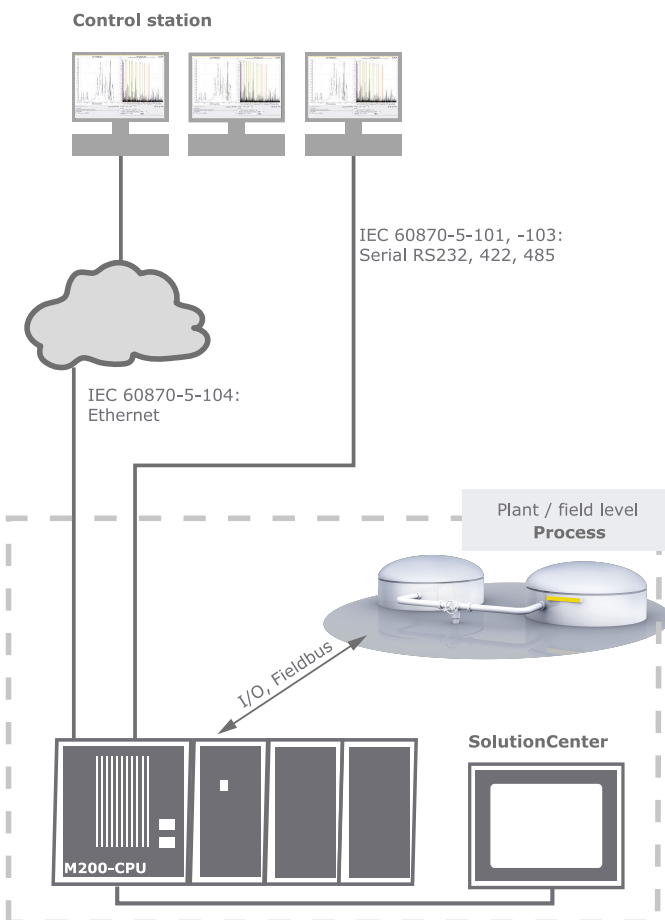 Control station
IEC 60870-5-101, -103:
Serial RS232, 422, 485
IEC 60870-5-104:
Ethernet
Plant / field level
Process
I/O, Fieldbus
SolutionCenter
M200-CPU